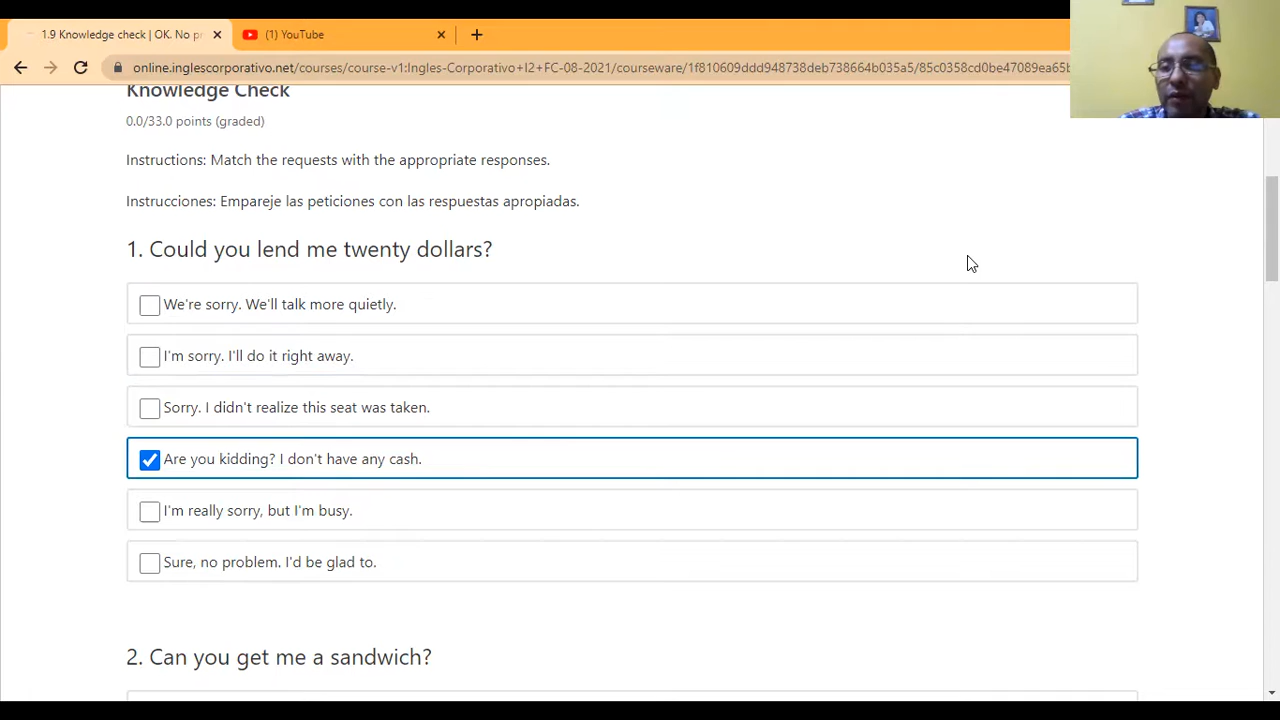 1.9 Knowledge check | OK. No pr
(1) YouTube
online.inglescorporativo.net/courses/course-v1:Ingles-Corporativo+I2+FC-08-2021/courseware/1f810609ddd948738deb738664b035a5/85c0358cd0be47089ea65b
Knowledge Check
0.0/33.0 points (graded)
Instructions: Match the requests with the appropriate responses.
Instrucciones: Empareje las peticiones con las respuestas apropiadas.
1. Could you lend me twenty dollars?
We're sorry. We'll talk more quietly.
I'm sorry. I'll do it right away.
Sorry. I didn't realize this seat was taken.
Are you kidding? I don't have any cash.
I'm really sorry, but I'm busy.
Sure, no problem. I'd be glad to.
2. Can you get me a sandwich?